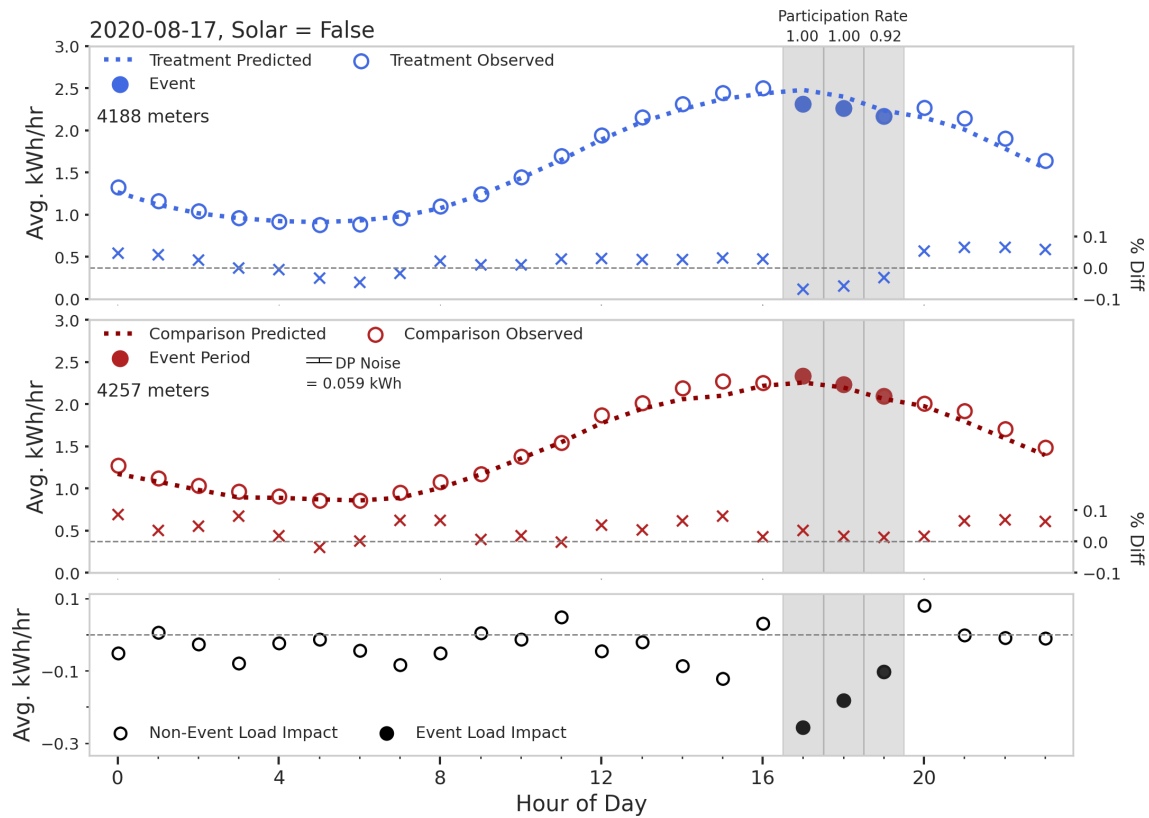 Participation Rate
1.00 1.00 0.92
2020-08-17, Solar = False
Treatment Predicted
Treatment Observed
Event
4188 meters
Avg. kWh/hr
3.0
2.5
2.0
1.5
1.0
0.5
0.0
0.1
0.0
−0.1
% Diff
Comparison Predicted
Comparison Observed
Event Period
DP Noise
= 0.059 kWh
4257 meters
Avg. kWh/hr
3.0
2.5
2.0
1.5
1.0
0.5
0.0
0.1
0.0
−0.1
% Diff
Avg. kWh/hr
0.1
−0.1
−0.3
Non-Event Load Impact
Event Load Impact
0 4 8 12 16 20
Hour of Day